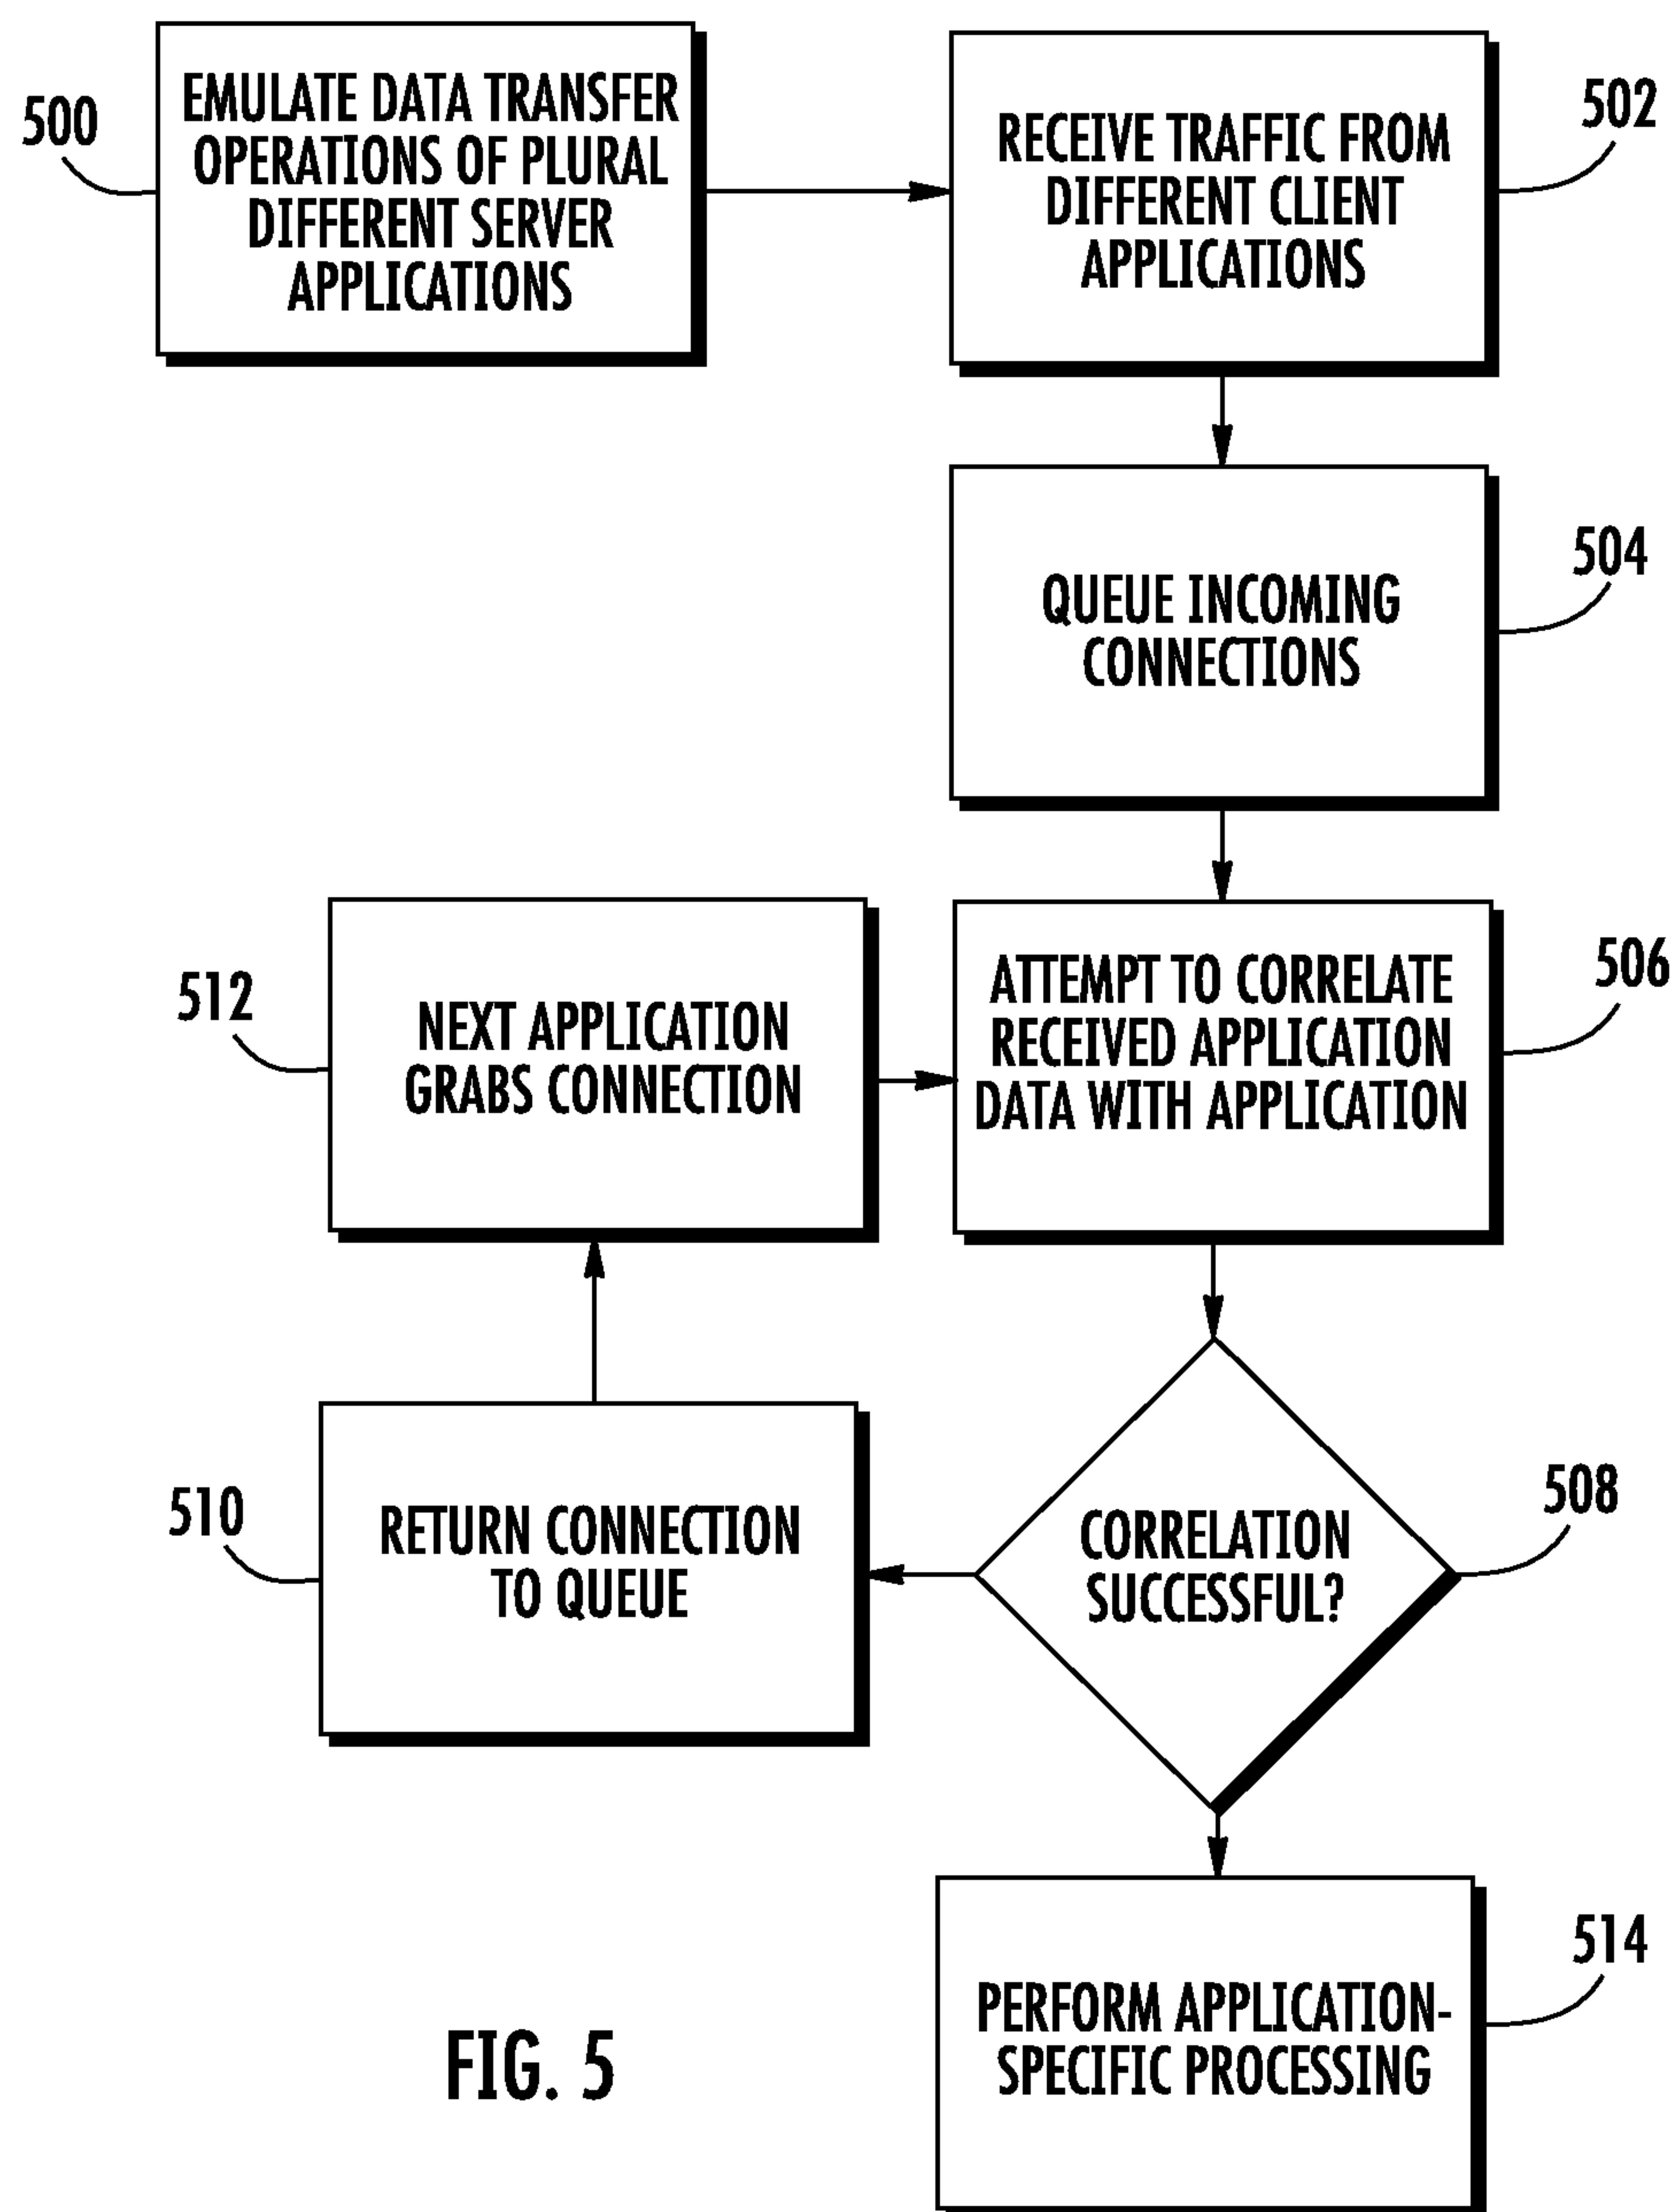 500
EMULATE DATA TRANSFER
OPERATIONS OF PLURAL
DIFFERENT SERVER
APPLICATIONS
502
RECEIVE TRAFFIC FROM
DIFFERENT CLIENT
APPLICATIONS
504
QUEUE INCOMING
CONNECTIONS
506
ATTEMPT TO CORRELATE
RECEIVED APPLICATION
DATA WITH APPLICATION
512
NEXT APPLICATION
GRABS CONNECTION
508
CORRELATION
SUCCESSFUL?
510
RETURN CONNECTION
TO QUEUE
514
PERFORM APPLICATION-
SPECIFIC PROCESSING
FIG. 5